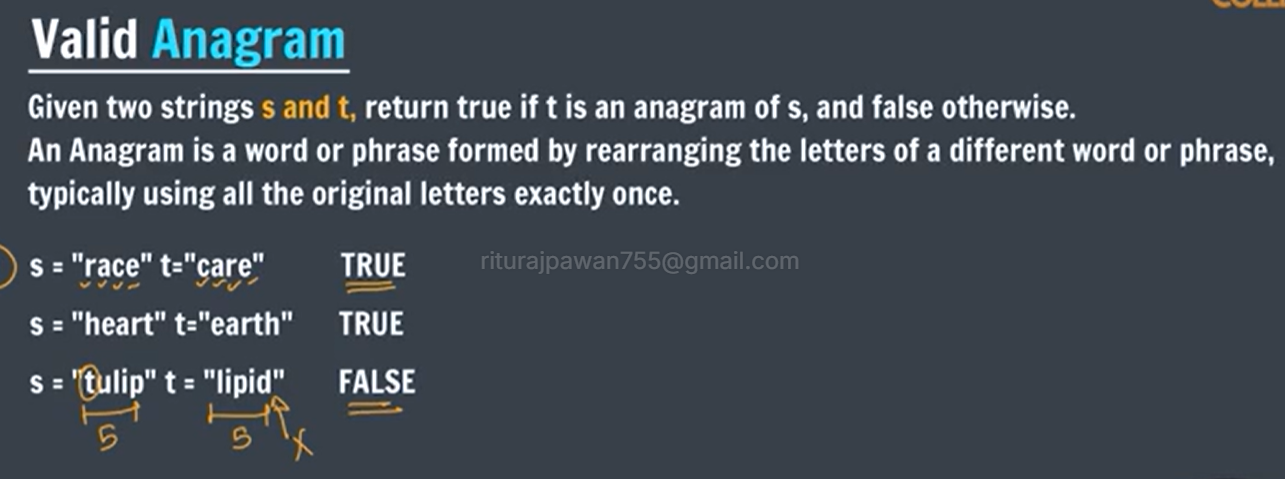 Valid Anagram
Given two strings s and t, return true if t is an anagram of s, and false otherwise.
An Anagram is a word or phrase formed by rearranging the letters of a different word or phrase,
typically using all the original letters exactly once.
s = "race" t="care" TRUE riturajpawan755@gmail.com
s = "heart" t="earth" TRUE
s = "tulip" t = "lipid" FALSE
5 5 X